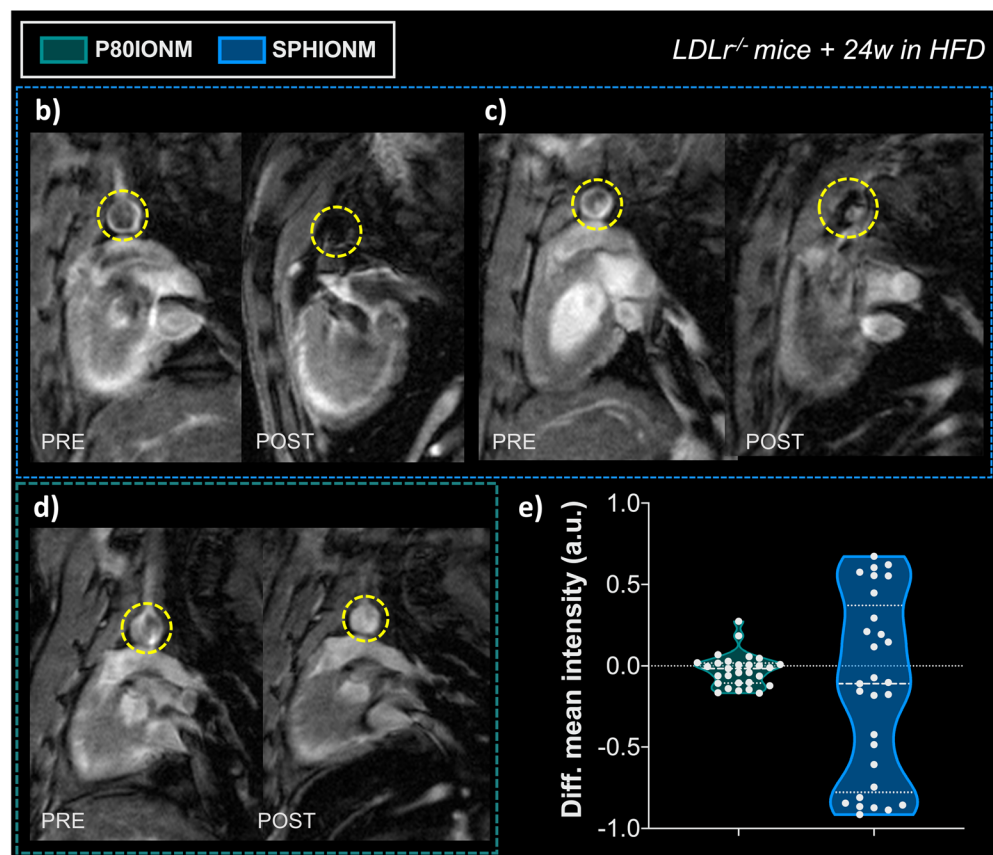 P80IONM SPHIONM
LDLr-/- mice + 24w in HFD
b)
c)
PRE
POST
PRE
POST
d)
PRE
POST
e)
Diff. mean intensity (a.u.)
1.0
0.5
0.0
-0.5
-1.0